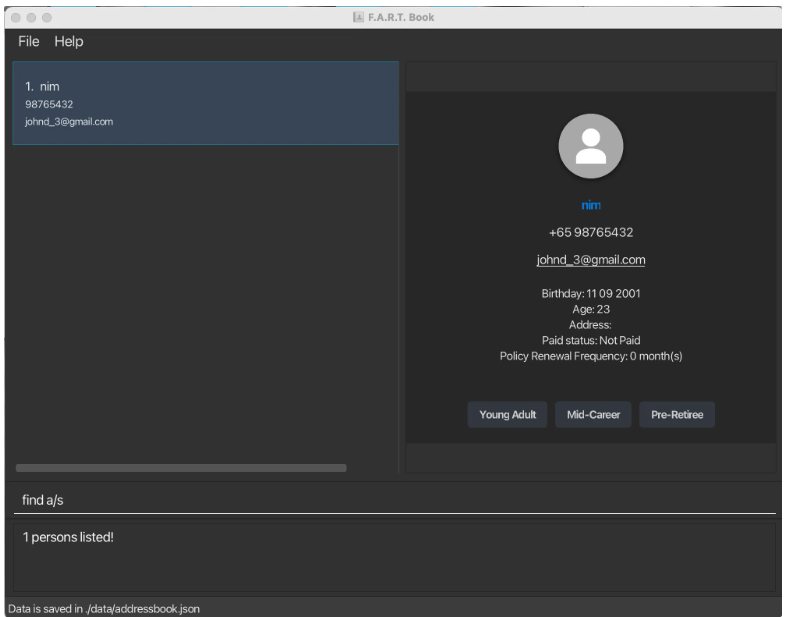 F.A.R.T. Book
File Help
1. nim
98765432
johnd_3@gmail.com
nim
+65 98765432
johnd_3@gmail.com
Birthday: 11 09 2001
Age: 23
Address:
Paid status: Not Paid
Policy Renewal Frequency: 0 month(s)
Young Adult Mid-Career Pre-Retiree
find a/s
1 persons listed!
Data is saved in ./data/addressbook.json